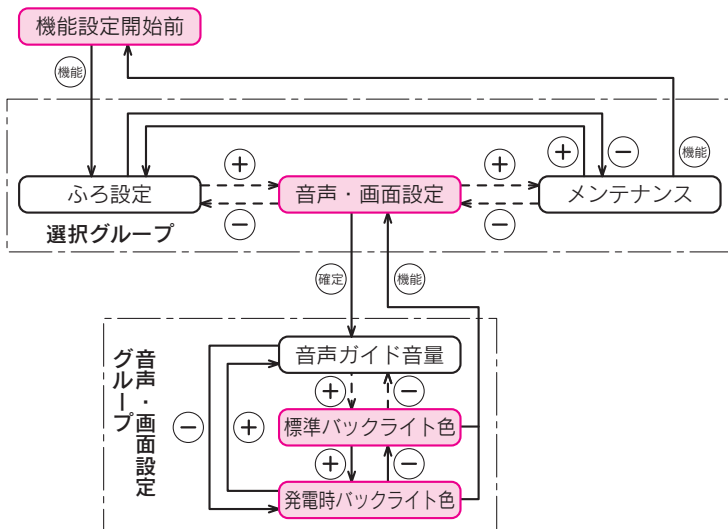 機能設定開始前
機能
+
−
機能
+
+
ふろ設定
音声・画面設定
メンテナンス
−
−
選択グループ
確定
機能
音声・画面設定
グループ
音声ガイド音量
+
−
−
+
標準バックライト色
+
−
発電時バックライト色